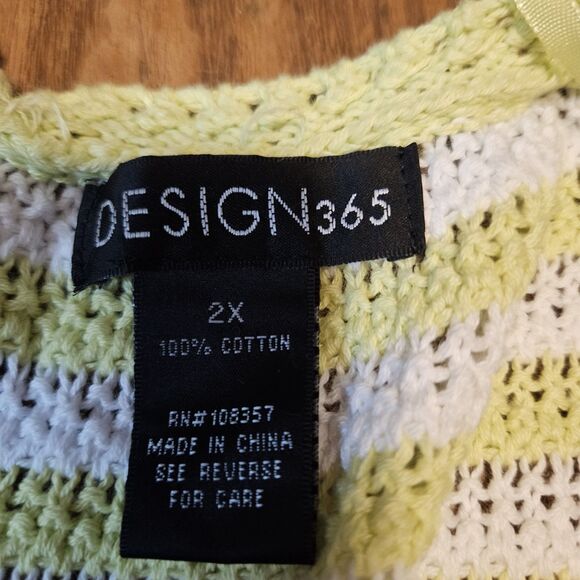 DESIGN365
2X
100% COTTON
RN#108357
MADE IN CHINA
SEE REVERSE
FOR CARE